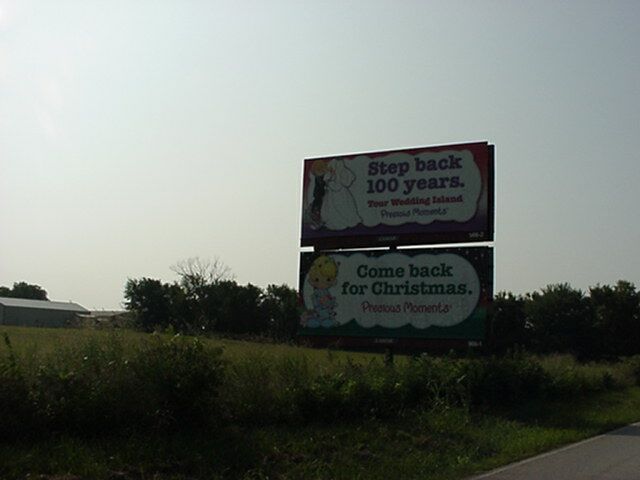 Step back
100 years.
Tour Wedding Island
Precious Moments
Come back
for Christmas.
Precious Moments